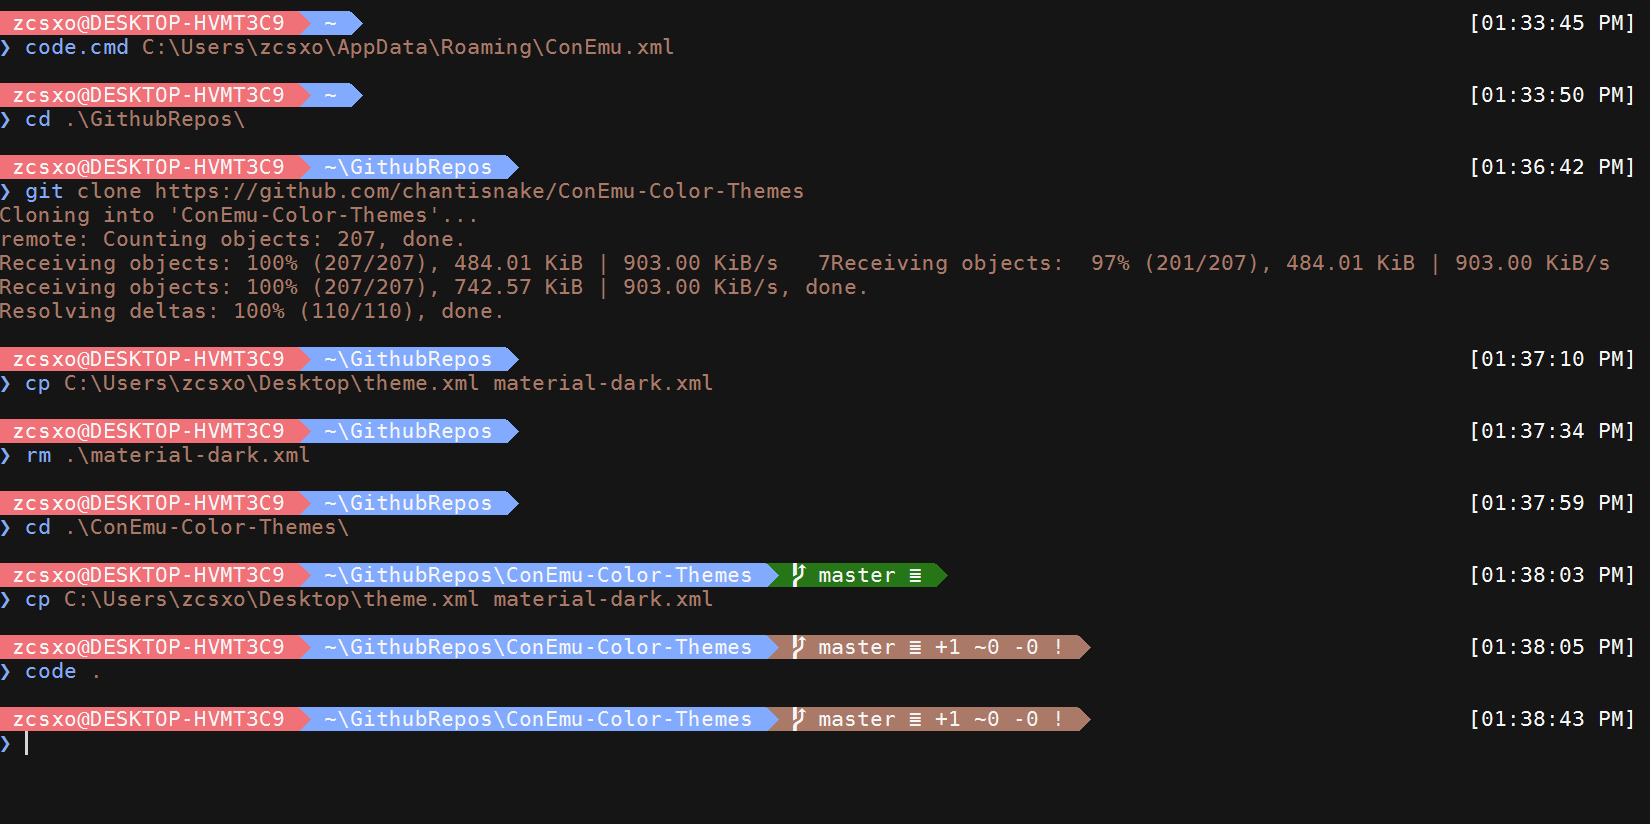 zcsxo@DESKTOP-HVMT3C9 ~ [01:33:45 PM]
❯ code.cmd C:\Users\zcsxo\AppData\Roaming\ConEmu.xml
zcsxo@DESKTOP-HVMT3C9 ~ [01:33:50 PM]
❯ cd .\GithubRepos\
zcsxo@DESKTOP-HVMT3C9 ~\GithubRepos [01:36:42 PM]
❯ git clone https://github.com/chantisnake/ConEmu-Color-Themes
Cloning into 'ConEmu-Color-Themes'...
remote: Counting objects: 207, done.
Receiving objects: 100% (207/207), 484.01 KiB | 903.00 KiB/s   7Receiving objects:  97% (201/207), 484.01 KiB | 903.00 KiB/s
Receiving objects: 100% (207/207), 742.57 KiB | 903.00 KiB/s, done.
Resolving deltas: 100% (110/110), done.
zcsxo@DESKTOP-HVMT3C9 ~\GithubRepos [01:37:10 PM]
❯ cp C:\Users\zcsxo\Desktop\theme.xml material-dark.xml
zcsxo@DESKTOP-HVMT3C9 ~\GithubRepos [01:37:34 PM]
❯ rm .\material-dark.xml
zcsxo@DESKTOP-HVMT3C9 ~\GithubRepos [01:37:59 PM]
❯ cd .\ConEmu-Color-Themes\
zcsxo@DESKTOP-HVMT3C9 ~\GithubRepos\ConEmu-Color-Themes master ≣ [01:38:03 PM]
❯ cp C:\Users\zcsxo\Desktop\theme.xml material-dark.xml
zcsxo@DESKTOP-HVMT3C9 ~\GithubRepos\ConEmu-Color-Themes master ≣ +1 ~0 -0 ! [01:38:05 PM]
❯ code .
zcsxo@DESKTOP-HVMT3C9 ~\GithubRepos\ConEmu-Color-Themes master ≣ +1 ~0 -0 ! [01:38:43 PM]
❯